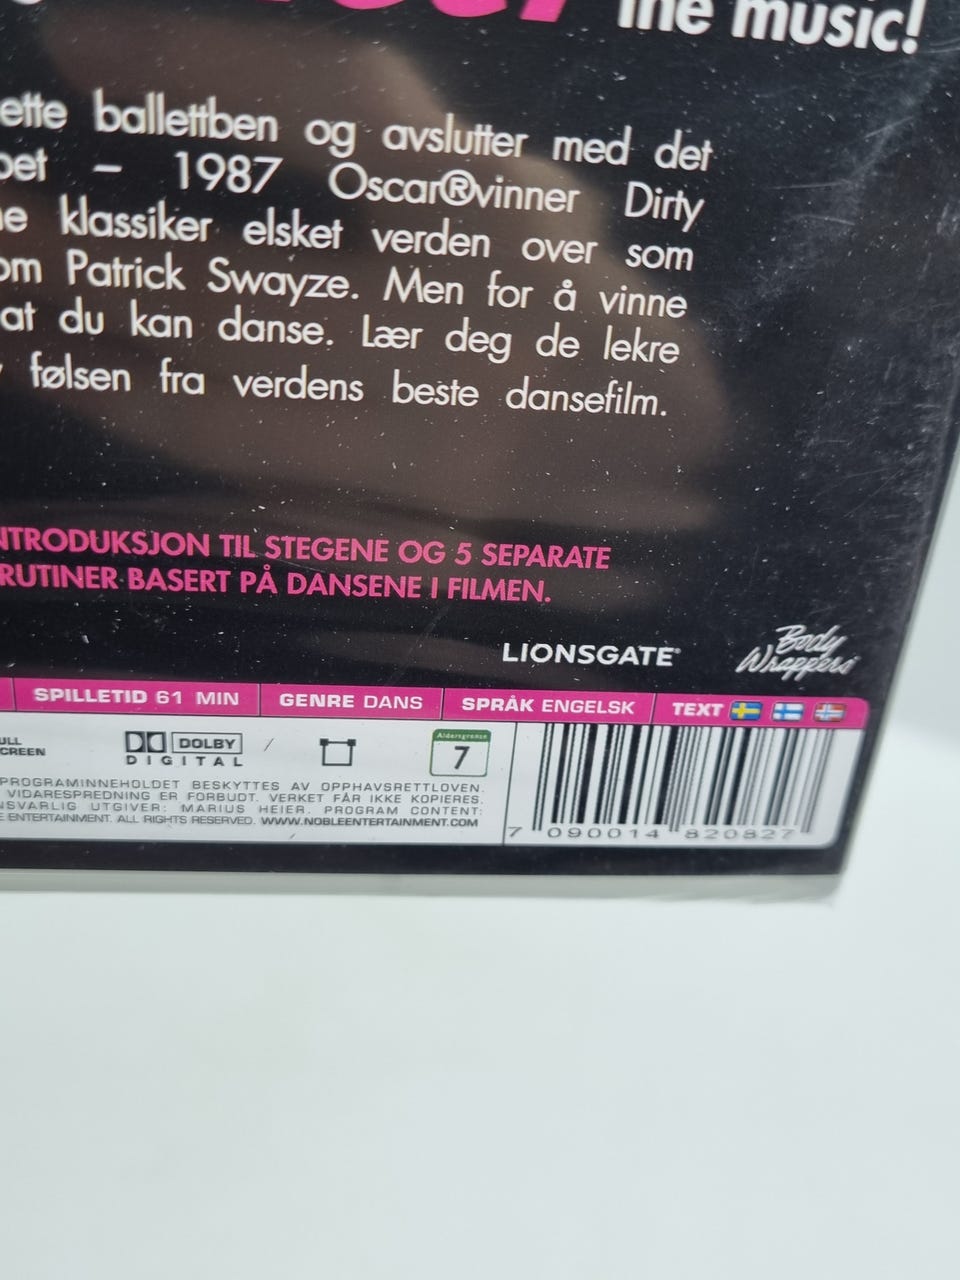 the music!
ette ballettben og avslutter med det
pet – 1987 Oscar®vinner Dirty
ne klassiker elsket verden over som
om Patrick Swayze. Men for å vinne
at du kan danse. Lær deg de lekre
følsen fra verdens beste dansefilm.
NTRODUKSJON TIL STEGENE OG 5 SEPARATE
RUTINER BASERT PÅ DANSENE I FILMEN.
LIONSGATE®
Body
Wrappers
SPILLETID 61 MIN GENRE DANS SPRÅK ENGELSK TEXT
ULL
CREEN
DOLBY
DIGITAL
Aldersgrense
7
PROGRAMINNEHOLDET BESKYTTES AV OPPHAVSRETTLOVEN.
VIDARESPREDNING ER FORBUDT. VERKET FÅR IKKE KOPIERES.
NSVARLIG UTGIVER: MARIUS HEIER. PROGRAM CONTENT:
E ENTERTAINMENT. ALL RIGHTS RESERVED. WWW.NOBLEENTERTAINMENT.COM
7 090014 820827